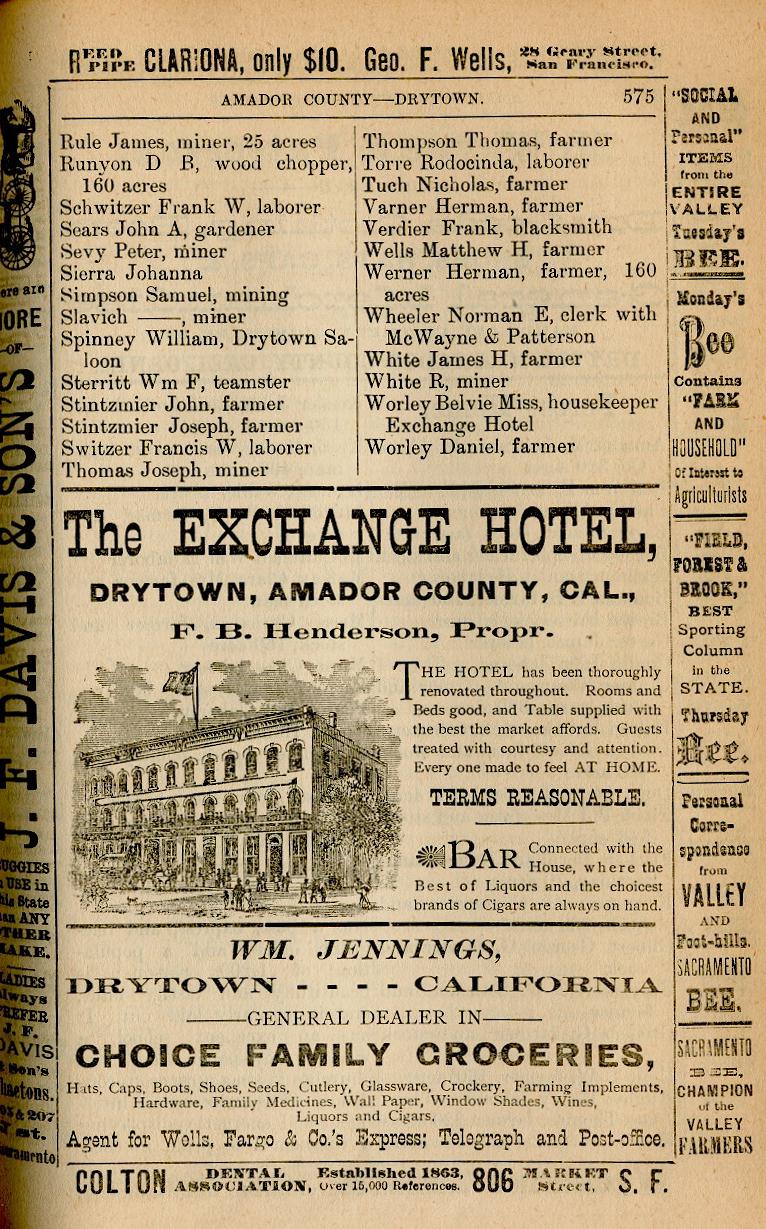 REED PIPE CLARIONA, only $10. Geo. F. Wells, 28 Geary Street, San Francisco.
AMADOR COUNTY—DRYTOWN. 575
Rule James, miner, 25 acres
Runyon D B, wood chopper,
160 acres
Schwitzer Frank W, laborer
Sears John A, gardener
Sevy Peter, miner
Sierra Johanna
Simpson Samuel, mining
Slavich ——, miner
Spinney William, Drytown Sa-
loon
Sterritt Wm F, teamster
Stintzmier John, farmer
Stintzmier Joseph, farmer
Switzer Francis W, laborer
Thomas Joseph, miner
Thompson Thomas, farmer
Torre Rodocinda, laborer
Tuch Nicholas, farmer
Varner Herman, farmer
Verdier Frank, blacksmith
Wells Matthew H, farmer
Werner Herman, farmer, 160
acres
Wheeler Norman E, clerk with
McWayne & Patterson
White James H, farmer
White R, miner
Worley Belvie Miss, housekeeper
Exchange Hotel
Worley Daniel, farmer
The EXCHANGE HOTEL,
DRYTOWN, AMADOR COUNTY, CAL.,
F. B. Henderson, Propr.
THE HOTEL has been thoroughly
renovated throughout. Rooms and
Beds good, and Table supplied with
the best the market affords. Guests
treated with courtesy and attention.
Every one made to feel AT HOME.
TERMS REASONABLE.
BAR Connected with the
House, where the
Best of Liquors and the choicest
brands of Cigars are always on hand.
WM. JENNINGS,
DRYTOWN - - - - CALIFORNIA
——GENERAL DEALER IN——
CHOICE FAMILY GROCERIES,
Hats, Caps, Boots, Shoes, Seeds, Cutlery, Glassware, Crockery, Farming Implements,
Hardware, Family Medicines, Wall Paper, Window Shades, Wines,
Liquors and Cigars.
Agent for Wells, Fargo & Co.'s Express; Telegraph and Post-office.
COLTON DENTAL ASSOCIATION, Established 1863, Over 15,000 References. 806 MARKET Street, S. F.
"SOCIAL
AND
Personal"
ITEMS
from the
ENTIRE
VALLEY
Tuesday's
BEE.
Monday's
Bee
Contains
"FARM
AND
HOUSEHOLD"
Of Interest to
Agriculturists
"FIELD,
FOREST &
BROOK,"
BEST
Sporting
Column
in the
STATE.
Thursday
Bee.
Personal
Corre-
spondence
from
VALLEY
AND
Foot-hills.
SACRAMENTO
BEE.
SACRAMENTO
BEE,
CHAMPION
of the
VALLEY
FARMERS
ORE
—OF—
J. F. DAVIS & SON'S
UGGIES
USE in
State
ANY
THER
AKE.
LADIES
lways
REFER
J. F.
DAVIS
& Son's
haetons.
& 207
st.
ramento